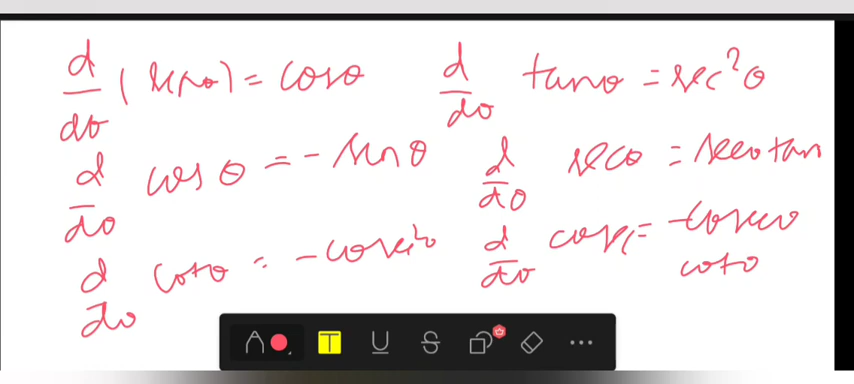 d/dθ (sinθ) = cosθ   d/dθ tanθ = sec²θ
d/dθ cosθ = -sinθ   d/dθ secθ = secθ tan
d/dθ cotθ = -cosec²θ   d/dθ cosec = -cosecθ cotθ